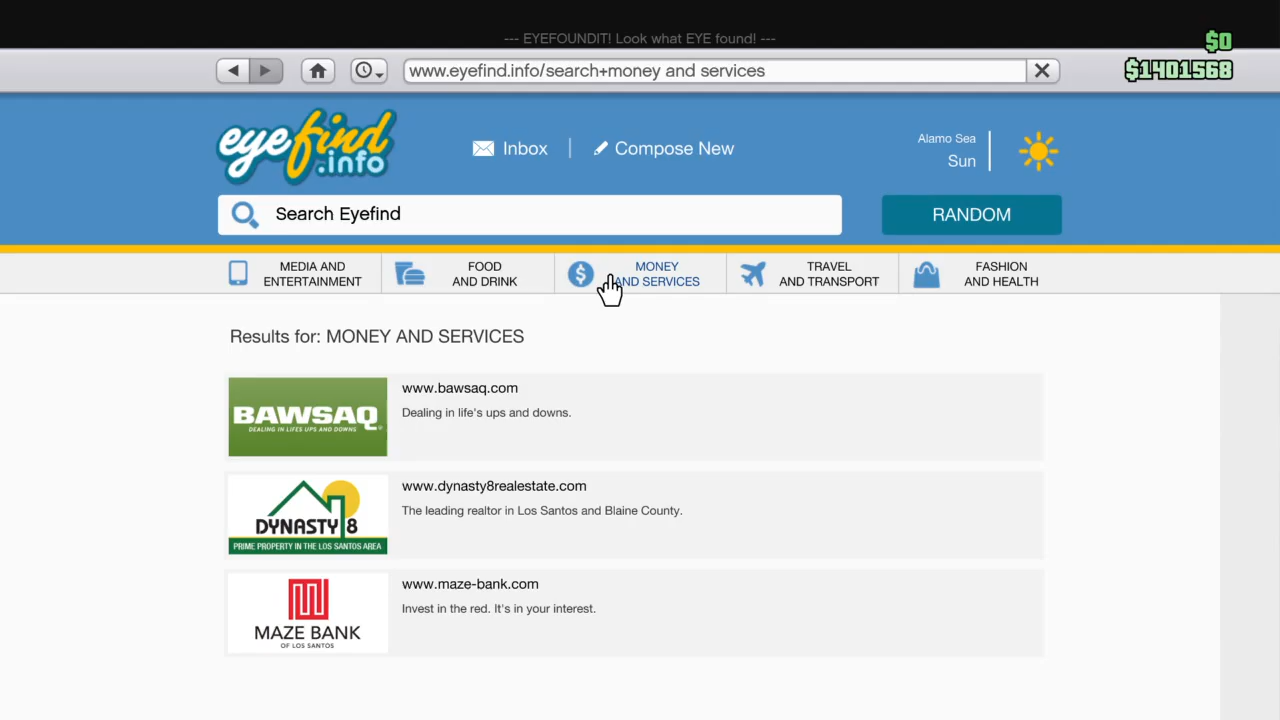 --- EYEFOUNDIT! Look what EYE found! ---
$0
www.eyefind.info/search+money and services
$1401568
eyefind.info
Inbox
Compose New
Alamo Sea
Sun
Search Eyefind
RANDOM
MEDIA AND
ENTERTAINMENT
FOOD
AND DRINK
MONEY
AND SERVICES
TRAVEL
AND TRANSPORT
FASHION
AND HEALTH
Results for: MONEY AND SERVICES
BAWSAQ
DEALING IN LIFES UPS AND DOWNS
www.bawsaq.com
Dealing in life's ups and downs.
DYNASTY 8
PRIME PROPERTY IN THE LOS SANTOS AREA
www.dynasty8realestate.com
The leading realtor in Los Santos and Blaine County.
MAZE BANK
OF LOS SANTOS
www.maze-bank.com
Invest in the red. It's in your interest.